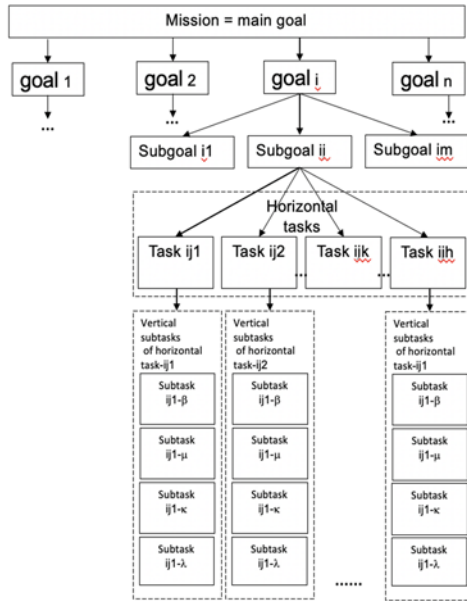 Mission = main goal
goal 1
goal 2
goal i
goal n
...
...
...
Subgoal i1
Subgoal ij
Subgoal im
Horizontal
tasks
Task ij1
Task ij2
...
Task ijk
...
Task ijh
Vertical
subtasks
of horizontal
task-ij1
Subtask
ij1-β
Subtask
ij1-μ
Subtask
ij1-κ
Subtask
ij1-λ
Vertical
subtasks
of horizontal
task-ij2
Subtask
ij1-β
Subtask
ij1-μ
Subtask
ij1-κ
Subtask
ij1-λ
......
Vertical
subtasks
of horizontal
task-ij1
Subtask
ij1-β
Subtask
ij1-μ
Subtask
ij1-κ
Subtask
ij1-λ